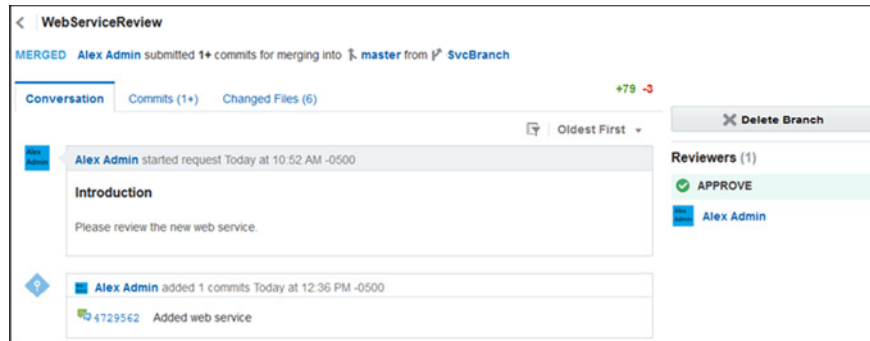 WebServiceReview
MERGED Alex Admin submitted 1+ commits for merging into master from SvcBranch
Conversation Commits (1+) Changed Files (6) +79 -3
Oldest First
Delete Branch
Reviewers (1)
APPROVE
Alex Admin
Alex Admin
Alex Admin started request Today at 10:52 AM -0500
Introduction
Please review the new web service.
Alex Admin added 1 commits Today at 12:36 PM -0500
4729562 Added web service